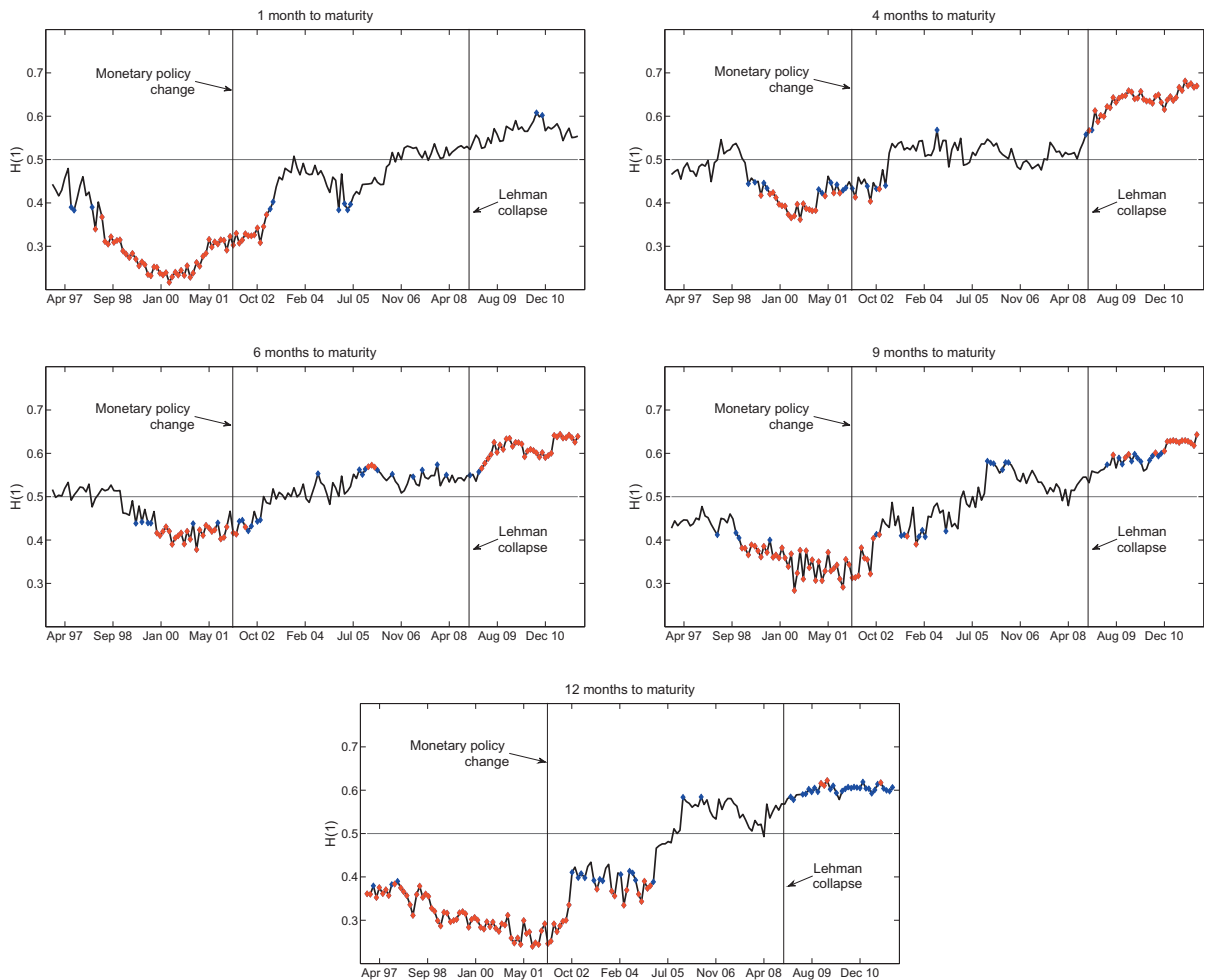 1 month to maturity
0.7
0.6
0.5
0.4
0.3
H(1)
Monetary policy
change
Lehman
collapse
Apr 97 Sep 98 Jan 00 May 01 Oct 02 Feb 04 Jul 05 Nov 06 Apr 08 Aug 09 Dec 10
4 months to maturity
0.7
0.6
0.5
0.4
0.3
H(1)
Monetary policy
change
Lehman
collapse
Apr 97 Sep 98 Jan 00 May 01 Oct 02 Feb 04 Jul 05 Nov 06 Apr 08 Aug 09 Dec 10
6 months to maturity
0.7
0.6
0.5
0.4
0.3
H(1)
Monetary policy
change
Lehman
collapse
Apr 97 Sep 98 Jan 00 May 01 Oct 02 Feb 04 Jul 05 Nov 06 Apr 08 Aug 09 Dec 10
9 months to maturity
0.7
0.6
0.5
0.4
0.3
H(1)
Monetary policy
change
Lehman
collapse
Apr 97 Sep 98 Jan 00 May 01 Oct 02 Feb 04 Jul 05 Nov 06 Apr 08 Aug 09 Dec 10
12 months to maturity
0.7
0.6
0.5
0.4
0.3
H(1)
Monetary policy
change
Lehman
collapse
Apr 97 Sep 98 Jan 00 May 01 Oct 02 Feb 04 Jul 05 Nov 06 Apr 08 Aug 09 Dec 10